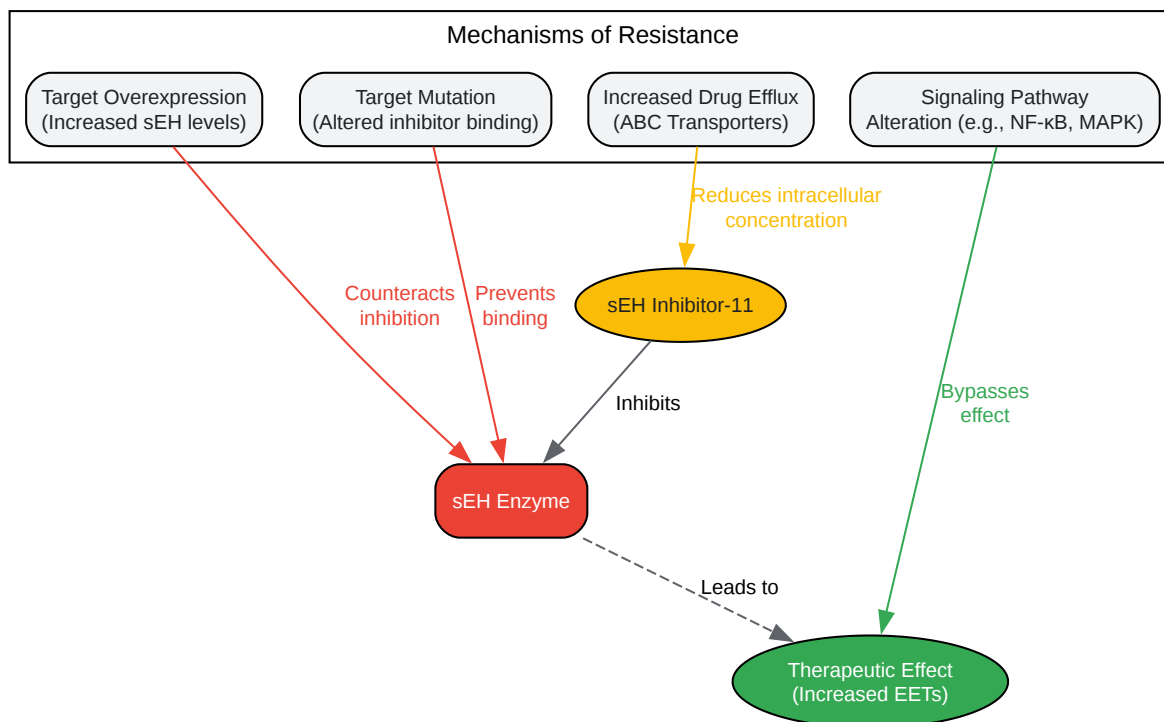 Mechanisms of Resistance
Target Overexpression
(Increased sEH levels)
Target Mutation
(Altered inhibitor binding)
Increased Drug Efflux
(ABC Transporters)
Signaling Pathway
Alteration (e.g., NF-κB, MAPK)
Reduces intracellular
concentration
Counteracts
inhibition
Prevents
binding
sEH Inhibitor-11
Inhibits
Bypasses
effect
sEH Enzyme
Leads to
Therapeutic Effect
(Increased EETs)